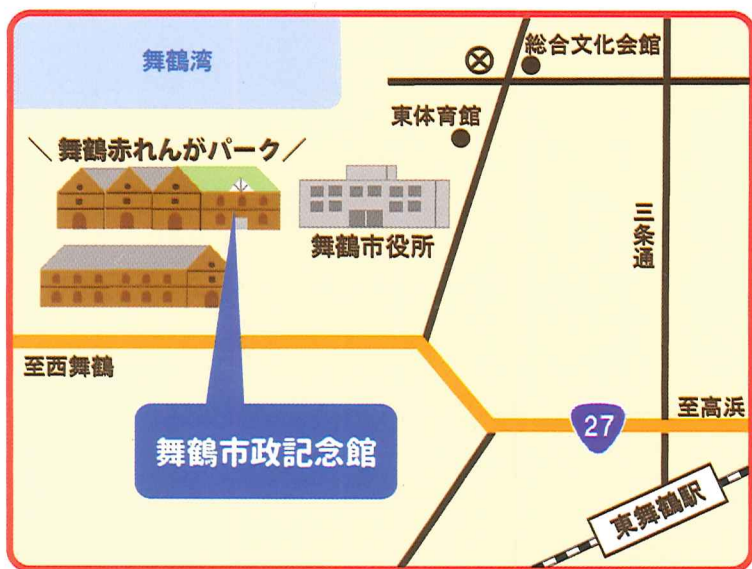 舞鶴湾
総合文化会館
東体育館
\ 舞鶴赤れんがパーク /
舞鶴市役所
三条通
至西舞鶴
至高浜
27
舞鶴市政記念館
東舞鶴駅